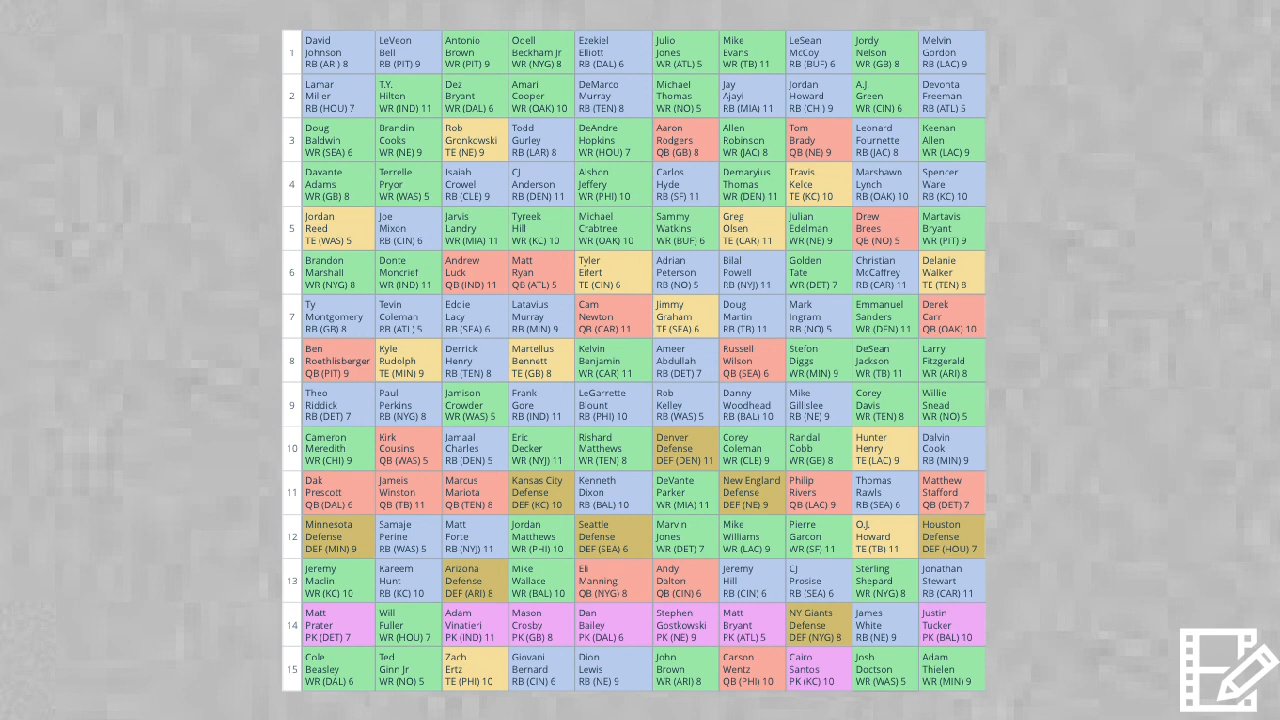 David LeVeon Antonio Odell Ezekiel Julio Mike LeSean Jordy Melvin
1 Johnson Bell Brown Beckham Jr Elliott Jones Evans McCoy Nelson Gordon
RB (ARI) 8 RB (PIT) 9 WR (PIT) 9 WR (NYG) 8 RB (DAL) 6 WR (ATL) 5 WR (TB) 11 RB (BUF) 6 WR (GB) 8 RB (LAC) 9
Lamar T.Y. Dez Amari DeMarco Michael Jay Jordan A.J Devonta
2 Miller Hilton Bryant Cooper Murray Thomas Ajayi Howard Green Freeman
RB (HOU) 7 WR (IND) 11 WR (DAL) 6 WR (OAK) 10 RB (TEN) 8 WR (NO) 5 RB (MIA) 11 RB (CHI) 9 WR (CIN) 6 RB (ATL) 5
Doug Brandin Rob Todd DeAndre Aaron Allen Tom Leonard Keenan
3 Baldwin Cooks Gronkowski Gurley Hopkins Rodgers Robinson Brady Fournette Allen
WR (SEA) 6 WR (NE) 9 TE (NE) 9 RB (LAR) 8 WR (HOU) 7 QB (GB) 8 WR (JAC) 8 QB (NE) 9 RB (JAC) 8 WR (LAC) 9
Davante Terrelle Isaiah CJ Alshon Carlos Demaryius Travis Marshawn Spencer
4 Adams Pryor Crowel Anderson Jeffery Hyde Thomas Kelce Lynch Ware
WR (GB) 8 WR (WAS) 5 RB (CLE) 9 RB (DEN) 11 WR (PHI) 10 RB (SF) 11 WR (DEN) 11 TE (KC) 10 RB (OAK) 10 RB (KC) 10
Jordan Joe Jarvis Tyreek Michael Sammy Greg Julian Drew Martavis
5 Reed Mixon Landry Hill Crabtree Watkins Olsen Edelman Brees Bryant
TE (WAS) 5 RB (CIN) 6 WR (MIA) 11 WR (KC) 10 WR (OAK) 10 WR (BUF) 6 TE (CAR) 11 WR (NE) 9 QB (NO) 5 WR (PIT) 9
Brandon Donte Andrew Matt Tyler Adrian Bilal Golden Christian Delanie
6 Marshall Moncrief Luck Ryan Eifert Peterson Powell Tate McCaffrey Walker
WR (NYG) 8 WR (IND) 11 QB (IND) 11 QB (ATL) 5 TE (CIN) 6 RB (NO) 5 RB (NYJ) 11 WR (DET) 7 RB (CAR) 11 TE (TEN) 8
Ty Tevin Eddie Latavius Cam Jimmy Doug Mark Emmanuel Derek
7 Montgomery Coleman Lacy Murray Newton Graham Martin Ingram Sanders Carr
RB (GB) 8 RB (ATL) 5 RB (SEA) 6 RB (MIN) 9 QB (CAR) 11 TE (SEA) 6 RB (TB) 11 RB (NO) 5 WR (DEN) 11 QB (OAK) 10
Ben Kyle Derrick Martellus Kelvin Ameer Russell Stefon DeSean Larry
8 Roethlisberger Rudolph Henry Bennett Benjamin Abdullah Wilson Diggs Jackson Fitzgerald
QB (PIT) 9 TE (MIN) 9 RB (TEN) 8 TE (GB) 8 WR (CAR) 11 RB (DET) 7 QB (SEA) 6 WR (MIN) 9 WR (TB) 11 WR (ARI) 8
Theo Paul Jamison Frank LeGarrette Rob Danny Mike Corey Willie
9 Riddick Perkins Crowder Gore Blount Kelley Woodhead Gillislee Davis Snead
RB (DET) 7 RB (NYG) 8 WR (WAS) 5 RB (IND) 11 RB (PHI) 10 RB (WAS) 5 RB (BAL) 10 RB (NE) 9 WR (TEN) 8 WR (NO) 5
Cameron Kirk Jamaal Eric Rishard Denver Corey Randal Hunter Dalvin
10 Meredith Cousins Charles Decker Matthews Defense Coleman Cobb Henry Cook
WR (CHI) 9 QB (WAS) 5 RB (DEN) 5 WR (NYJ) 11 WR (TEN) 8 DEF (DEN) 11 WR (CLE) 9 WR (GB) 8 TE (LAC) 9 RB (MIN) 9
Dak Jameis Marcus Kansas City Kenneth DeVante New England Philip Thomas Matthew
11 Prescott Winston Mariota Defense Dixon Parker Defense Rivers Rawls Stafford
QB (DAL) 6 QB (TB) 11 QB (TEN) 8 DEF (KC) 10 RB (BAL) 10 WR (MIA) 11 DEF (NE) 9 QB (LAC) 9 RB (SEA) 6 QB (DET) 7
Minnesota Samaje Matt Jordan Seattle Marvin Mike Pierre O.J. Houston
12 Defense Perine Forte Matthews Defense Jones Williams Garcon Howard Defense
DEF (MIN) 9 RB (WAS) 5 RB (NYJ) 11 WR (PHI) 10 DEF (SEA) 6 WR (DET) 7 WR (LAC) 9 WR (SF) 11 TE (TB) 11 DEF (HOU) 7
Jeremy Kareem Arizona Mike Eli Andy Jeremy CJ Sterling Jonathan
13 Maclin Hunt Defense Wallace Manning Dalton Hill Prosise Shepard Stewart
WR (KC) 10 RB (KC) 10 DEF (ARI) 8 WR (BAL) 10 QB (NYG) 8 QB (CIN) 6 RB (CIN) 6 RB (SEA) 6 WR (NYG) 8 RB (CAR) 11
Matt Will Adam Mason Dan Stephen Matt NY Giants James Justin
14 Prater Fuller Vinatieri Crosby Bailey Gostkowski Bryant Defense White Tucker
PK (DET) 7 WR (HOU) 7 PK (IND) 11 PK (GB) 8 PK (DAL) 6 PK (NE) 9 PK (ATL) 5 DEF (NYG) 8 RB (NE) 9 PK (BAL) 10
Cole Ted Zach Giovani Dion John Carson Cairo Josh Adam
15 Beasley Ginn Jr Ertz Bernard Lewis Brown Wentz Santos Doctson Thielen
WR (DAL) 6 WR (NO) 5 TE (PHI) 10 RB (CIN) 6 RB (NE) 9 WR (ARI) 8 QB (PHI) 10 PK (KC) 10 WR (WAS) 5 WR (MIN) 9